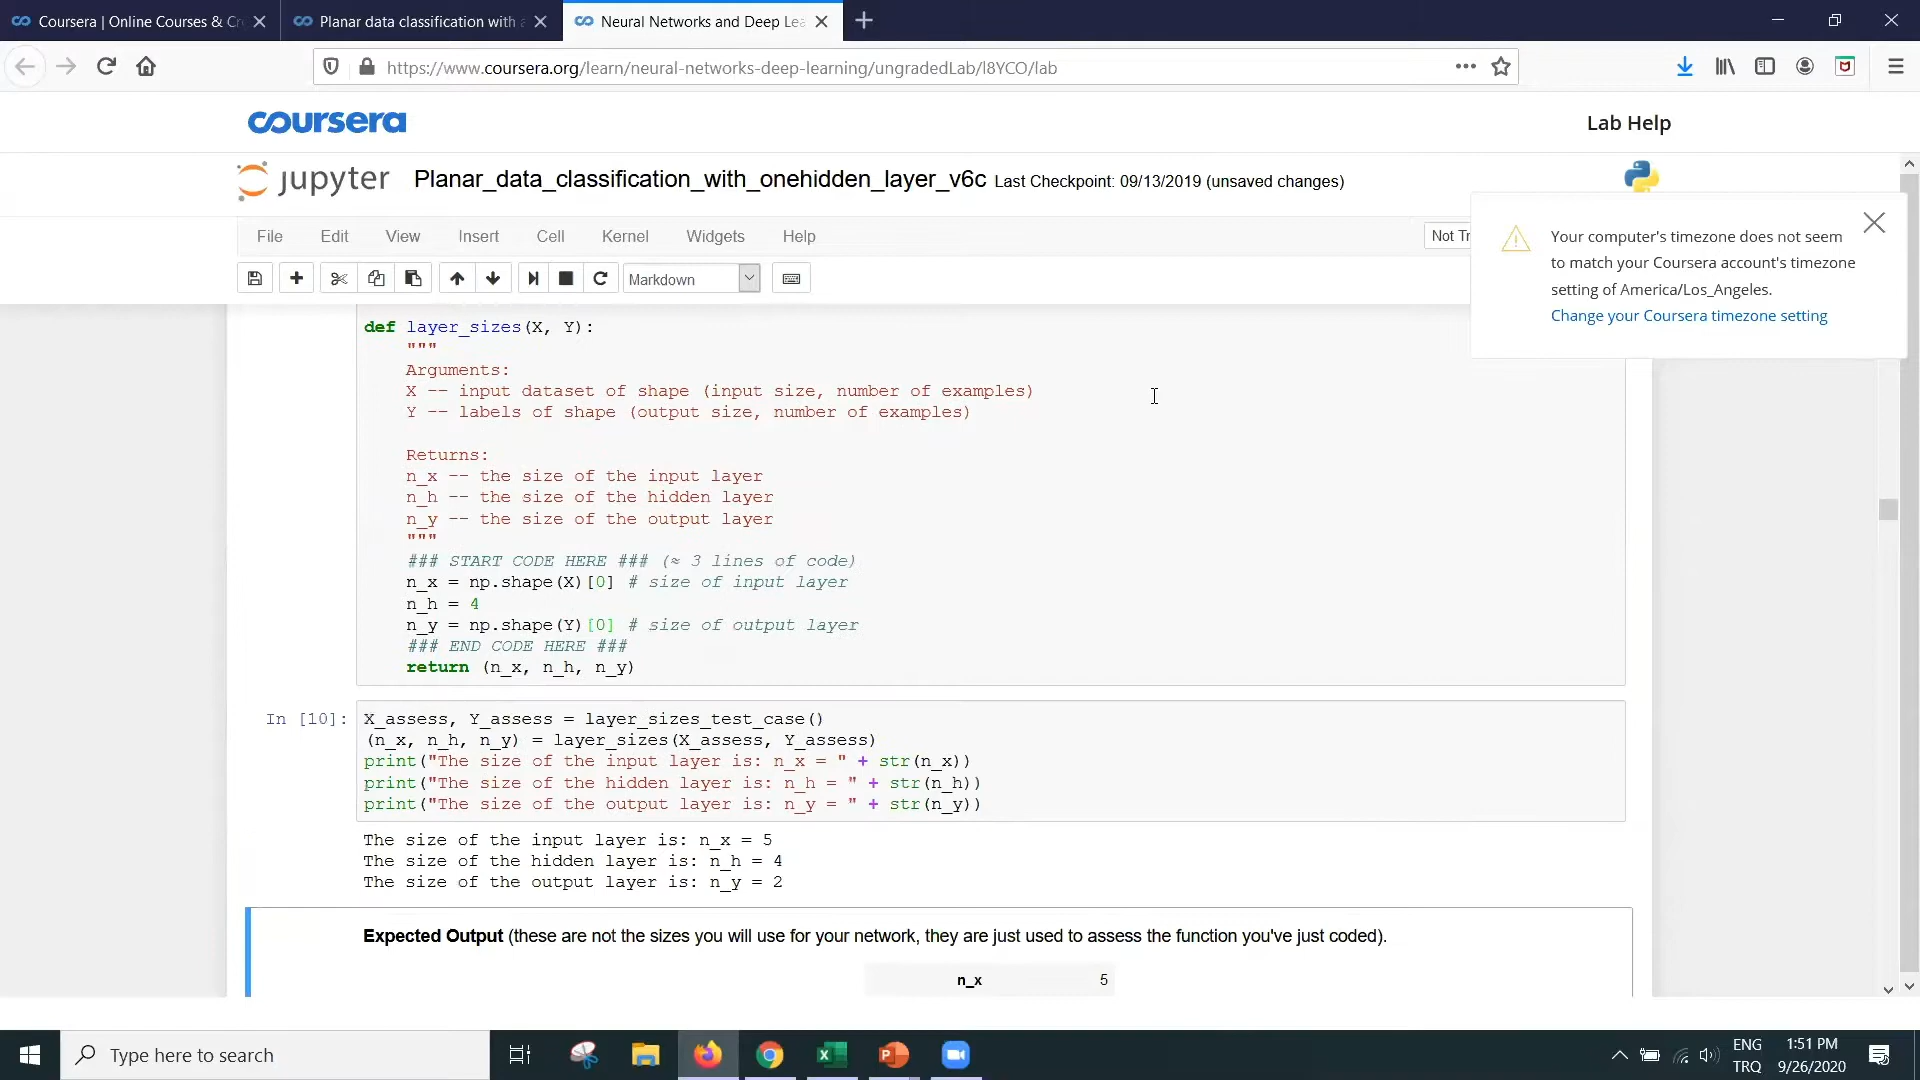 Coursera | Online Courses & Cr
Planar data classification with a
Neural Networks and Deep Lea
https://www.coursera.org/learn/neural-networks-deep-learning/ungradedLab/l8YCO/lab
coursera
Lab Help
jupyter Planar_data_classification_with_onehidden_layer_v6c Last Checkpoint: 09/13/2019 (unsaved changes)
File Edit View Insert Cell Kernel Widgets Help
Not Tr
Your computer's timezone does not seem
to match your Coursera account's timezone
setting of America/Los_Angeles.
Change your Coursera timezone setting
Markdown
def layer_sizes(X, Y):
"""
Arguments:
X -- input dataset of shape (input size, number of examples)
Y -- labels of shape (output size, number of examples)
Returns:
n_x -- the size of the input layer
n_h -- the size of the hidden layer
n_y -- the size of the output layer
"""
### START CODE HERE ### (≈ 3 lines of code)
n_x = np.shape(X)[0] # size of input layer
n_h = 4
n_y = np.shape(Y)[0] # size of output layer
### END CODE HERE ###
return (n_x, n_h, n_y)
In [10]:
X_assess, Y_assess = layer_sizes_test_case()
(n_x, n_h, n_y) = layer_sizes(X_assess, Y_assess)
print("The size of the input layer is: n_x = " + str(n_x))
print("The size of the hidden layer is: n_h = " + str(n_h))
print("The size of the output layer is: n_y = " + str(n_y))
The size of the input layer is: n_x = 5
The size of the hidden layer is: n_h = 4
The size of the output layer is: n_y = 2
Expected Output (these are not the sizes you will use for your network, they are just used to assess the function you've just coded).
n_x 5
Type here to search
ENG
TRQ
1:51 PM
9/26/2020